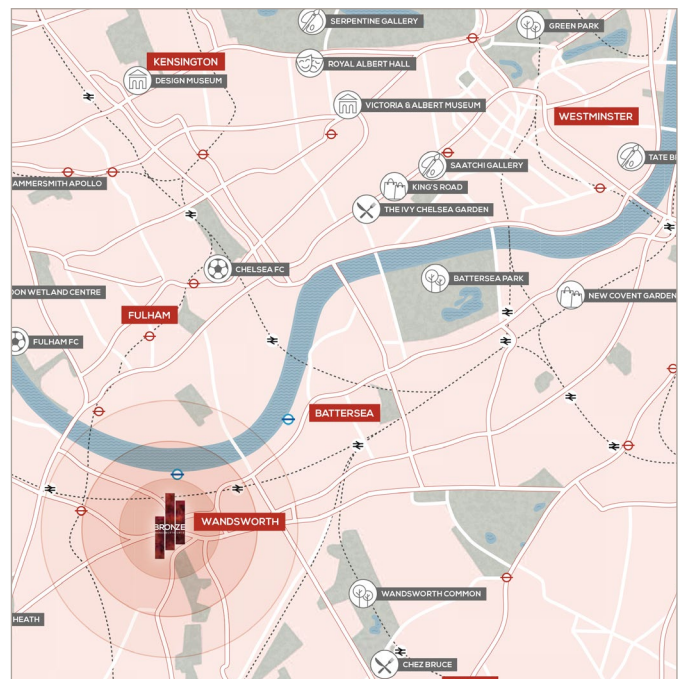 SERPENTINE GALLERY
GREEN PARK
KENSINGTON
ROYAL ALBERT HALL
DESIGN MUSEUM
VICTORIA & ALBERT MUSEUM
WESTMINSTER
TATE B
SAATCHI GALLERY
AMMERSMITH APOLLO
KING'S ROAD
THE IVY CHELSEA GARDEN
CHELSEA FC
BATTERSEA PARK
DON WETLAND CENTRE
NEW COVENT GARDEN
FULHAM
FULHAM FC
BATTERSEA
WANDSWORTH
BRONZE
WANDSWORTH COMMON
HEATH
CHEZ BRUCE